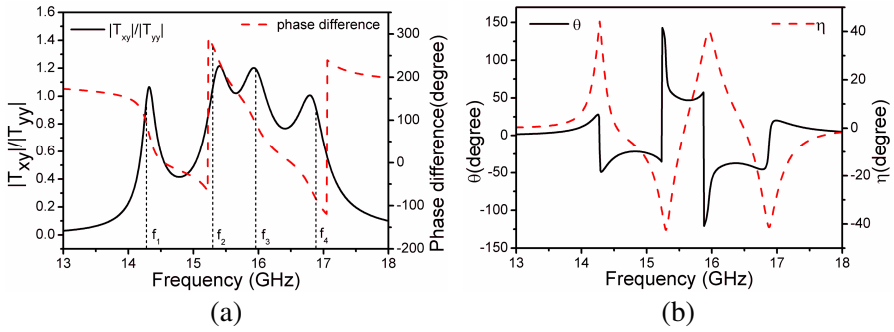 |Txy|/|Tyy|
phase difference
|Txy|/|Tyy|
1.6
1.4
1.2
1.0
0.8
0.6
0.4
0.2
0.0
f1
f2
f3
f4
300
200
100
0
-100
-200
Phase difference(degree)
13 14 15 16 17 18
Frequency (GHz)
(a)
θ
η
θ(degree)
150
100
50
0
-50
-100
-150
40
20
0
-20
-40
η(degree)
13 14 15 16 17 18
Frequency (GHz)
(b)